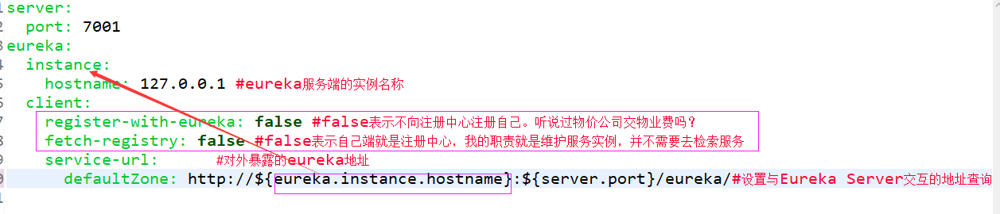 server:
port: 7001
eureka:
instance:
hostname: 127.0.0.1 #eureka服务端的实例名称
client:
register-with-eureka: false #false表示不向注册中心注册自己。听说过物价公司交物业费吗？
fetch-registry: false #false表示自己端就是注册中心，我的职责就是维护服务实例，并不需要去检索服务
service-url: #对外暴露的eureka地址
defaultZone: http://${eureka.instance.hostname}:${server.port}/eureka/#设置与Eureka Server交互的地址查询